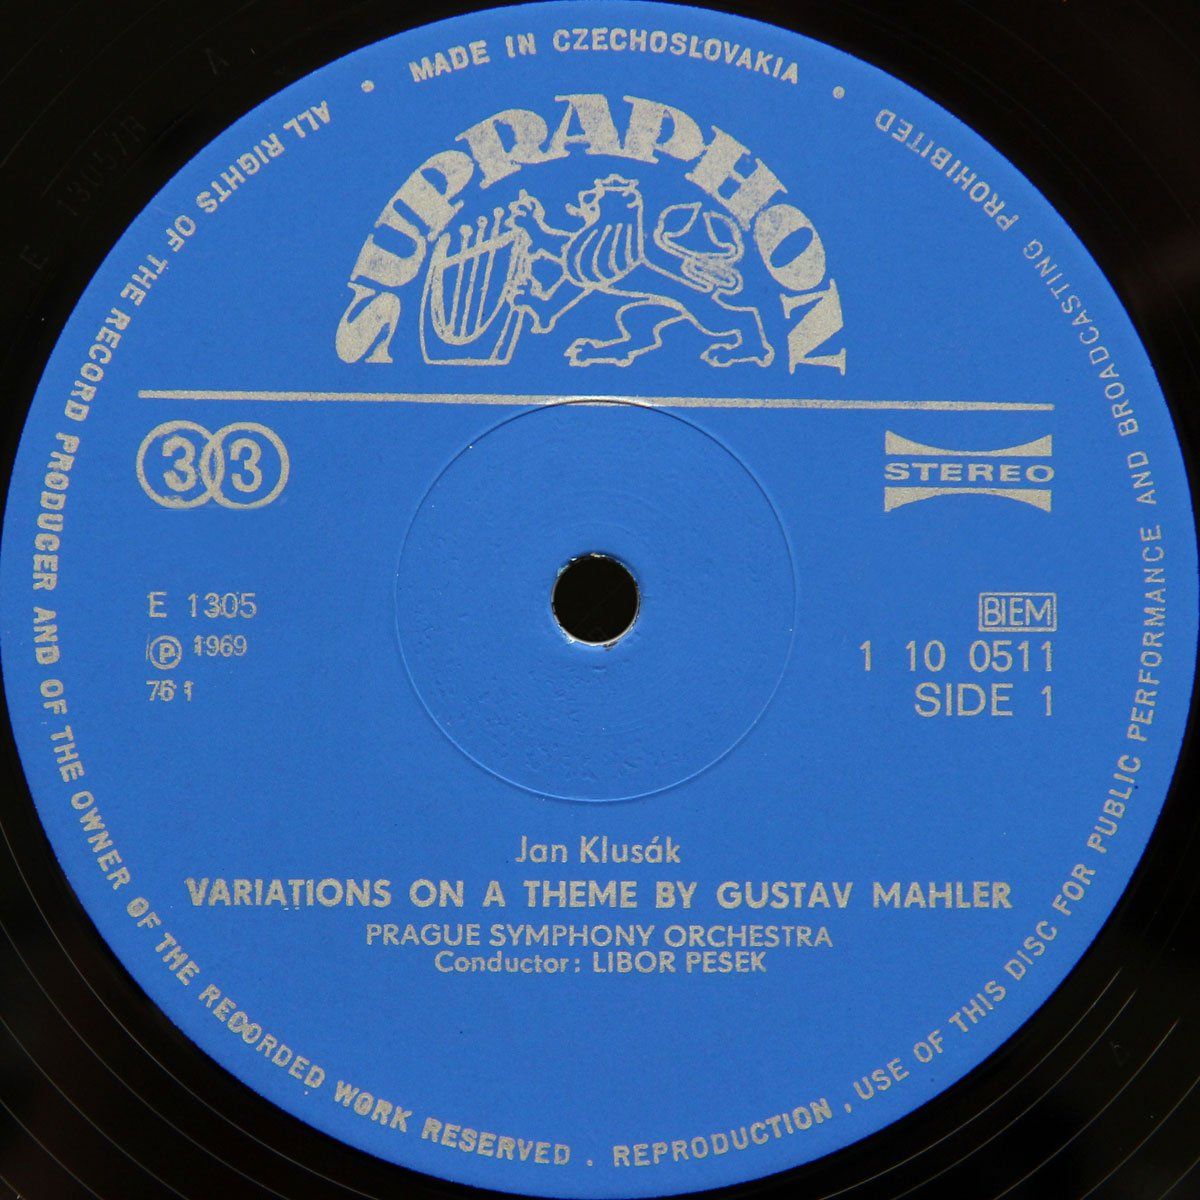 MADE IN CZECHOSLOVAKIA
SUPRAPHON
33
STEREO
E 1305
Ⓟ 1969
76 1
BIEM
1 10 0511
SIDE 1
Jan Klusák
VARIATIONS ON A THEME BY GUSTAV MAHLER
PRAGUE SYMPHONY ORCHESTRA
Conductor: LIBOR PESEK
ALL RIGHTS OF THE RECORD PRODUCER AND OF THE OWNER OF THE RECORDED WORK RESERVED . REPRODUCTION , USE OF THIS DISC FOR PUBLIC PERFORMANCE AND BROADCASTING PROHIBITED